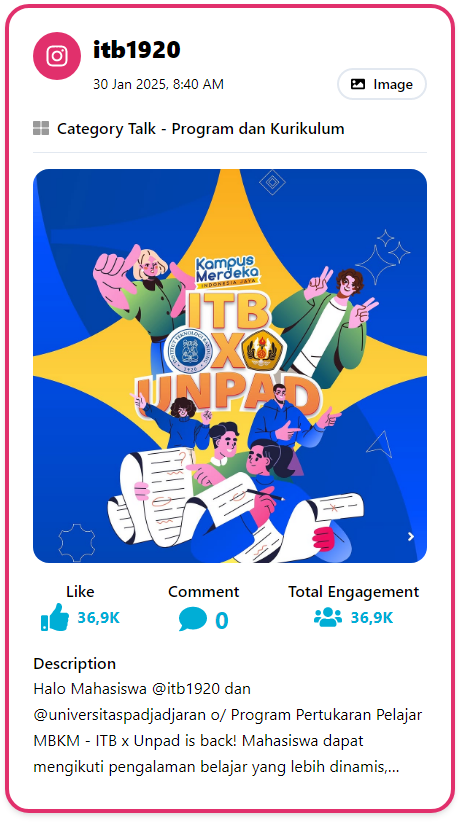 itb1920
30 Jan 2025, 8:40 AM
Image
Category Talk - Program dan Kurikulum
Kampus
Merdeka
INDONESIA JAYA
ITB
X
UNPAD
1920
Like
Comment
Total Engagement
36,9K
0
36,9K
Description
Halo Mahasiswa @itb1920 dan
@universitaspadjadjaran o/ Program Pertukaran Pelajar
MBKM - ITB x Unpad is back! Mahasiswa dapat
mengikuti pengalaman belajar yang lebih dinamis,...